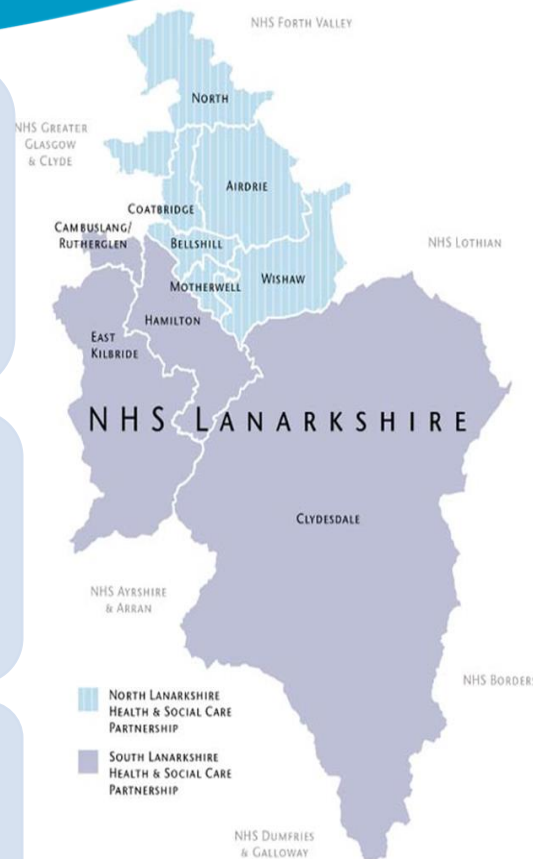 NHS FORTH VALLEY
NORTH
NHS GREATER
GLASGOW
& CLYDE
AIRDRIE
COATBRIDGE
CAMBUSLANG/
RUTHERGLEN
BELLSHILL
NHS LOTHIAN
WISHAW
MOTHERWELL
HAMILTON
EAST
KILBRIDE
NHS LANARKSHIRE
CLYDESDALE
NHS AYRSHIRE
& ARRAN
NHS BORDERS
NORTH LANARKSHIRE
HEALTH & SOCIAL CARE
PARTNERSHIP
SOUTH LANARKSHIRE
HEALTH & SOCIAL CARE
PARTNERSHIP
NHS DUMFRIES
& GALLOWAY